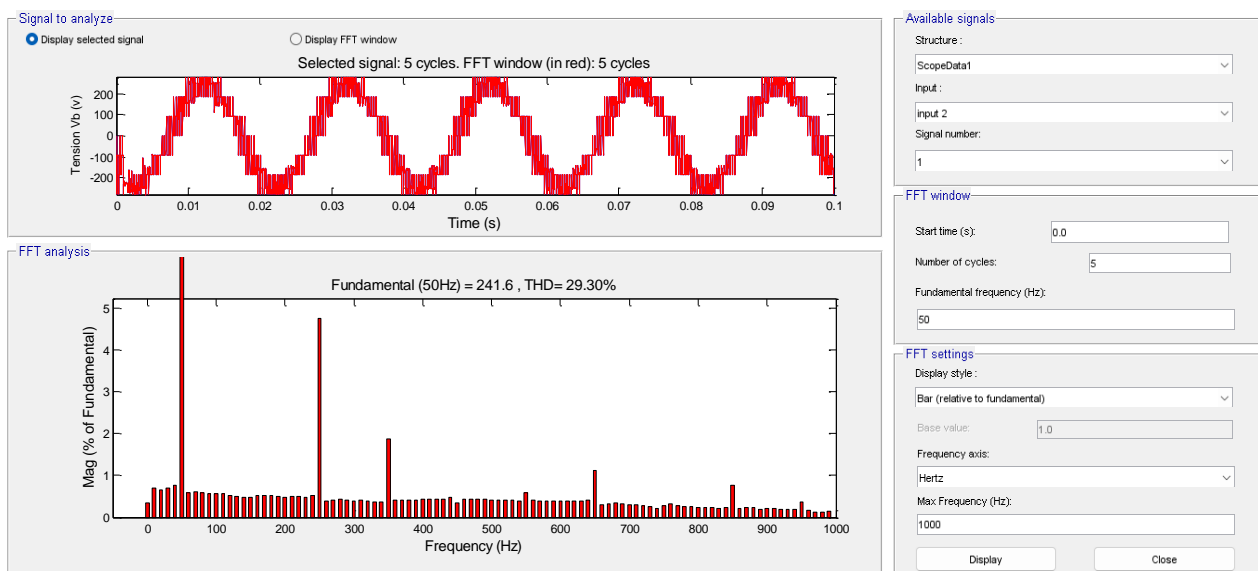 Signal to analyze
Display selected signal
Display FFT window
Selected signal: 5 cycles. FFT window (in red): 5 cycles
200
100
0
-100
-200
Tension Vb (v)
0 0.01 0.02 0.03 0.04 0.05 0.06 0.07 0.08 0.09 0.1
Time (s)
FFT analysis
Fundamental (50Hz) = 241.6 , THD= 29.30%
5
4
3
2
1
0
Mag (% of Fundamental)
0 100 200 300 400 500 600 700 800 900 1000
Frequency (Hz)
Available signals
Structure :
ScopeData1
Input :
input 2
Signal number:
1
FFT window
Start time (s): 0.0
Number of cycles: 5
Fundamental frequency (Hz):
50
FFT settings
Display style :
Bar (relative to fundamental)
Base value: 1.0
Frequency axis:
Hertz
Max Frequency (Hz):
1000
Display Close